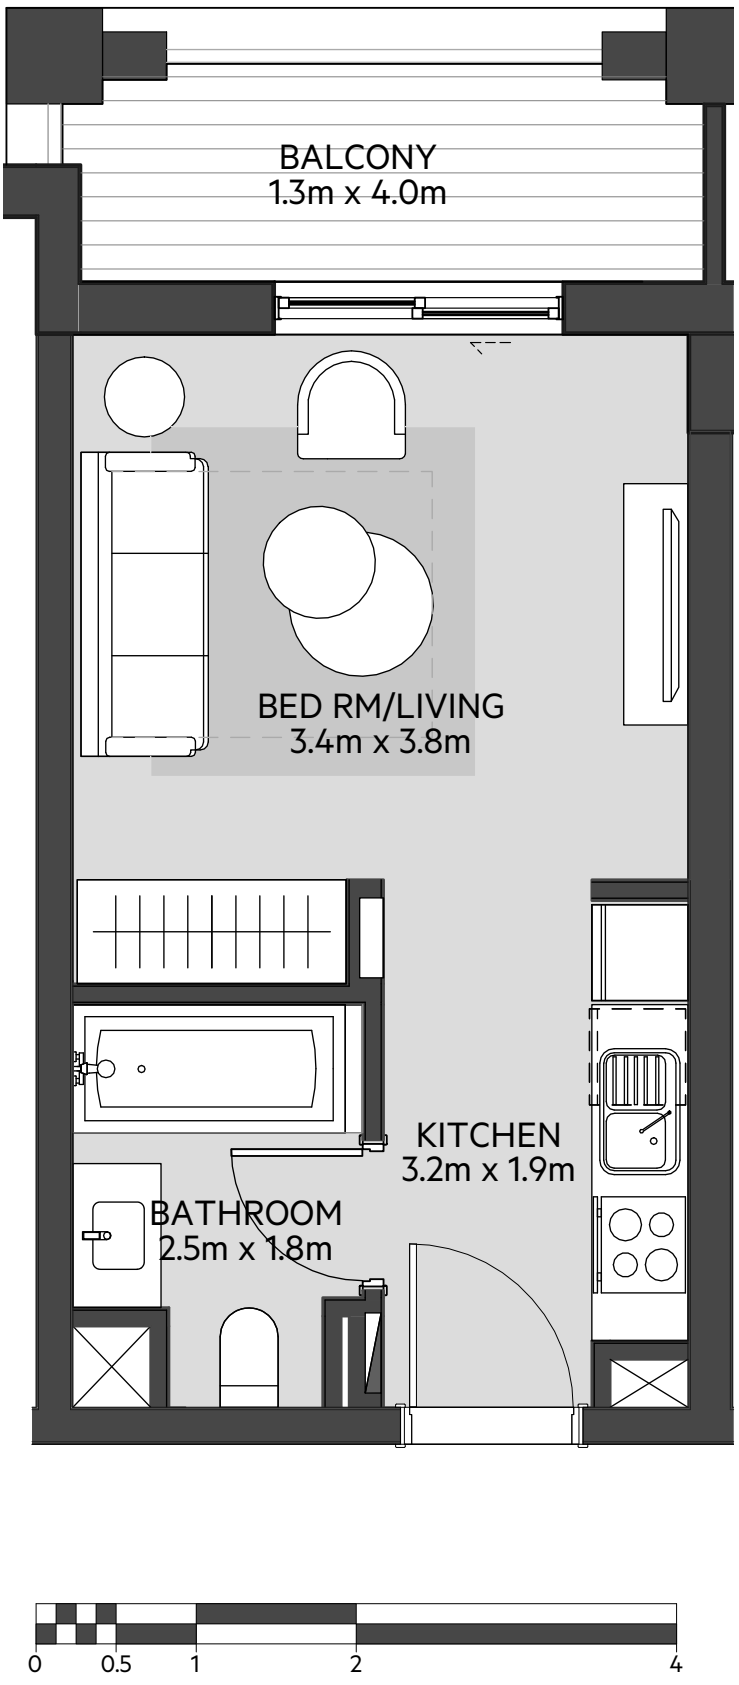 BALCONY
1.3m x 4.0m
BED RM/LIVING
3.4m x 3.8m
KITCHEN
3.2m x 1.9m
BATHROOM
2.5m x 1.8m
0 0.5 1 2 4